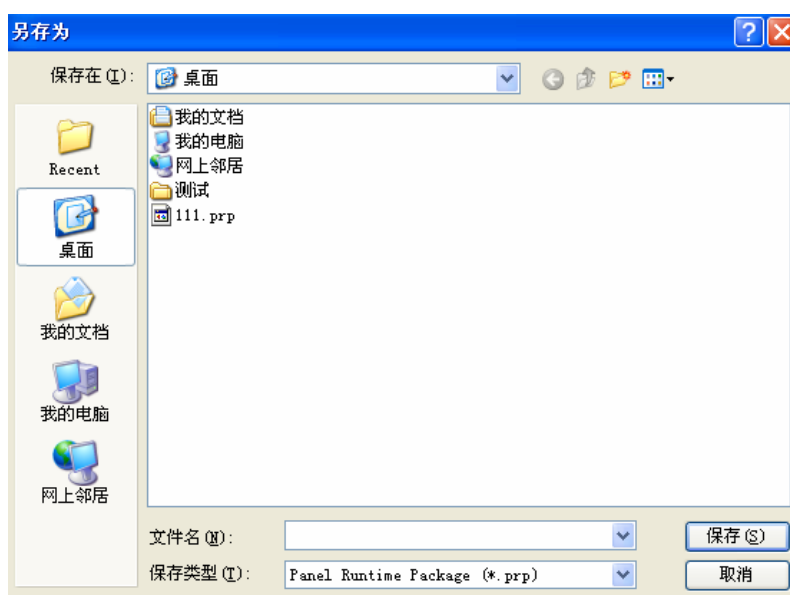 另存为
保存在(I):
桌面
我的文档
我的电脑
网上邻居
测试
111.prp
Recent
桌面
我的文档
我的电脑
网上邻居
文件名(N):
保存(S)
保存类型(T):
Panel Runtime Package (*.prp)
取消